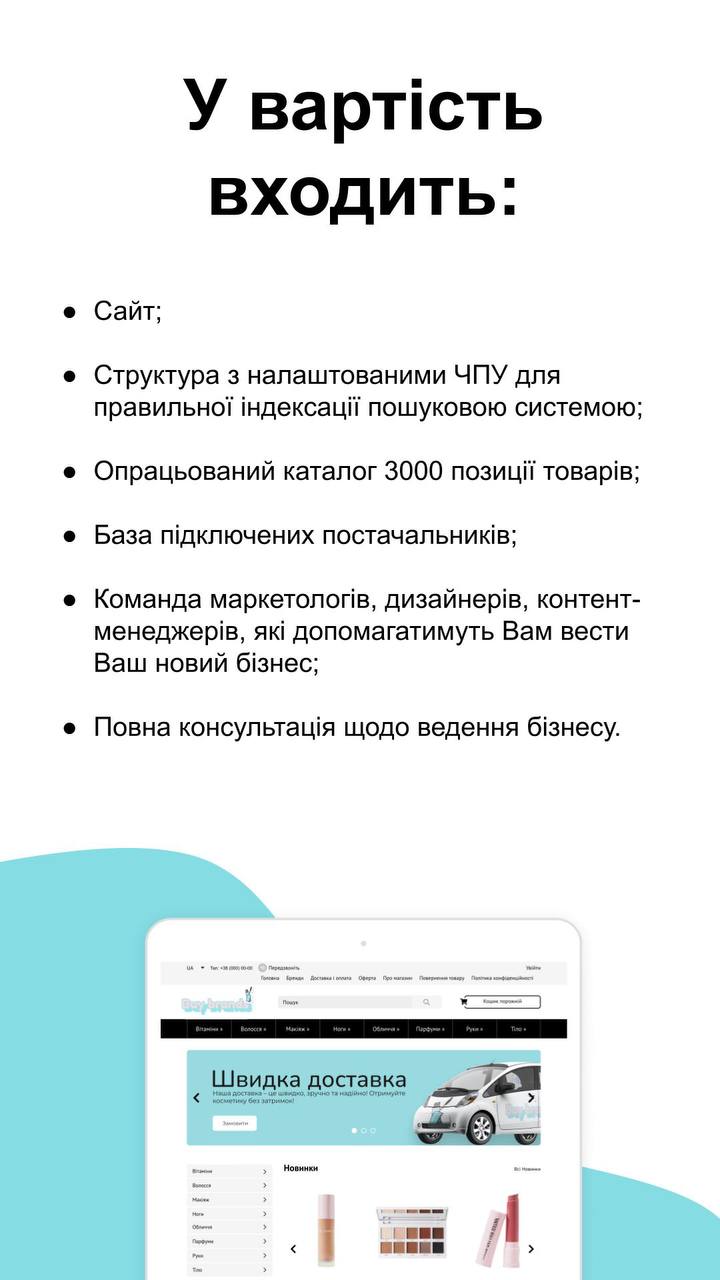 У вартість
входить:
● Сайт;
● Структура з налаштованими ЧПУ для
правильної індексації пошуковою системою;
● Опрацьований каталог 3000 позиції товарів;
● База підключених постачальників;
● Команда маркетологів, дизайнерів, контент-
менеджерів, які допомагатимуть Вам вести
Ваш новий бізнес;
● Повна консультація щодо ведення бізнесу.
UA Тел: +38 (000) 00-00 Передзвоніть Увійти
Головна Бренди Доставка і оплата Оферта Про магазин Повернення товару Політика конфіденційності
Buy-brands Пошук Кошик порожній
Вітаміни Волосся Макіяж Ноги Обличчя Парфуми Руки Тіло
Швидка доставка
Наша доставка – це швидко, зручно та надійно! Отримуйте
косметику без затримок!
Замовити
Новинки Всі Новинки
Вітаміни
Волосся
Макіяж
Ноги
Обличчя
Парфуми
Руки
Тіло